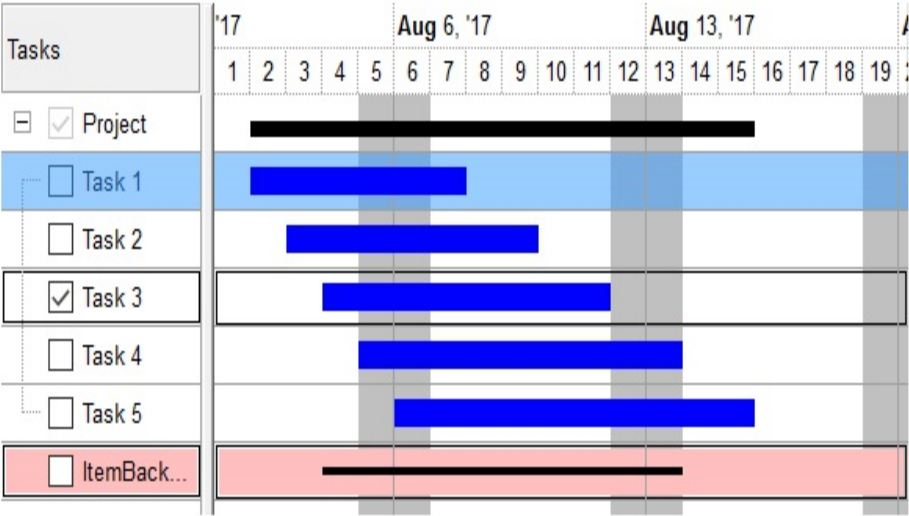 '17 Aug 6, '17 Aug 13, '17
Tasks
1 2 3 4 5 6 7 8 9 10 11 12 13 14 15 16 17 18 19
Project
Task 1
Task 2
Task 3
Task 4
Task 5
ItemBack...